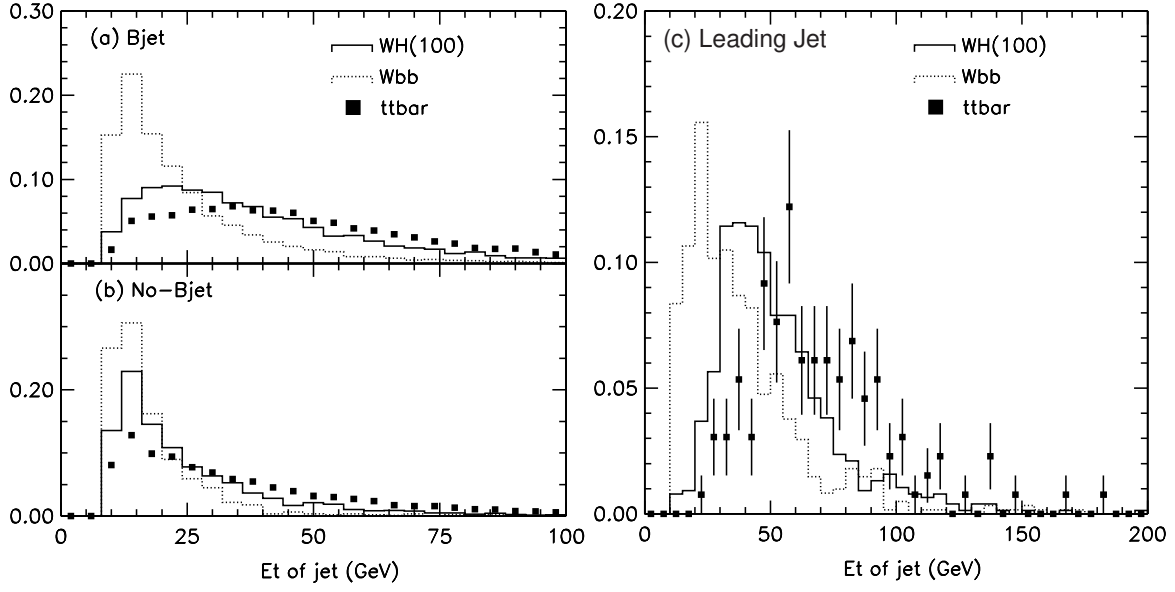 0.30
(a) Bjet
WH(100)
Wbb
ttbar
0.20
0.10
0.00
(b) No-Bjet
0.20
0.00
0
25
50
75
100
Et of jet (GeV)
0.20
(c) Leading Jet
WH(100)
Wbb
ttbar
0.15
0.10
0.05
0.00
0
50
100
150
200
Et of jet (GeV)